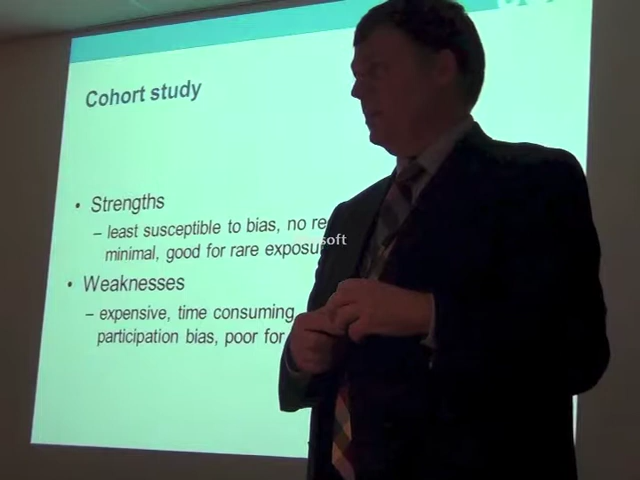 Cohort study
• Strengths
– least susceptible to bias, no re
minimal, good for rare
soft
• Weaknesses
– expensive, time consuming,
participation bias, poor for